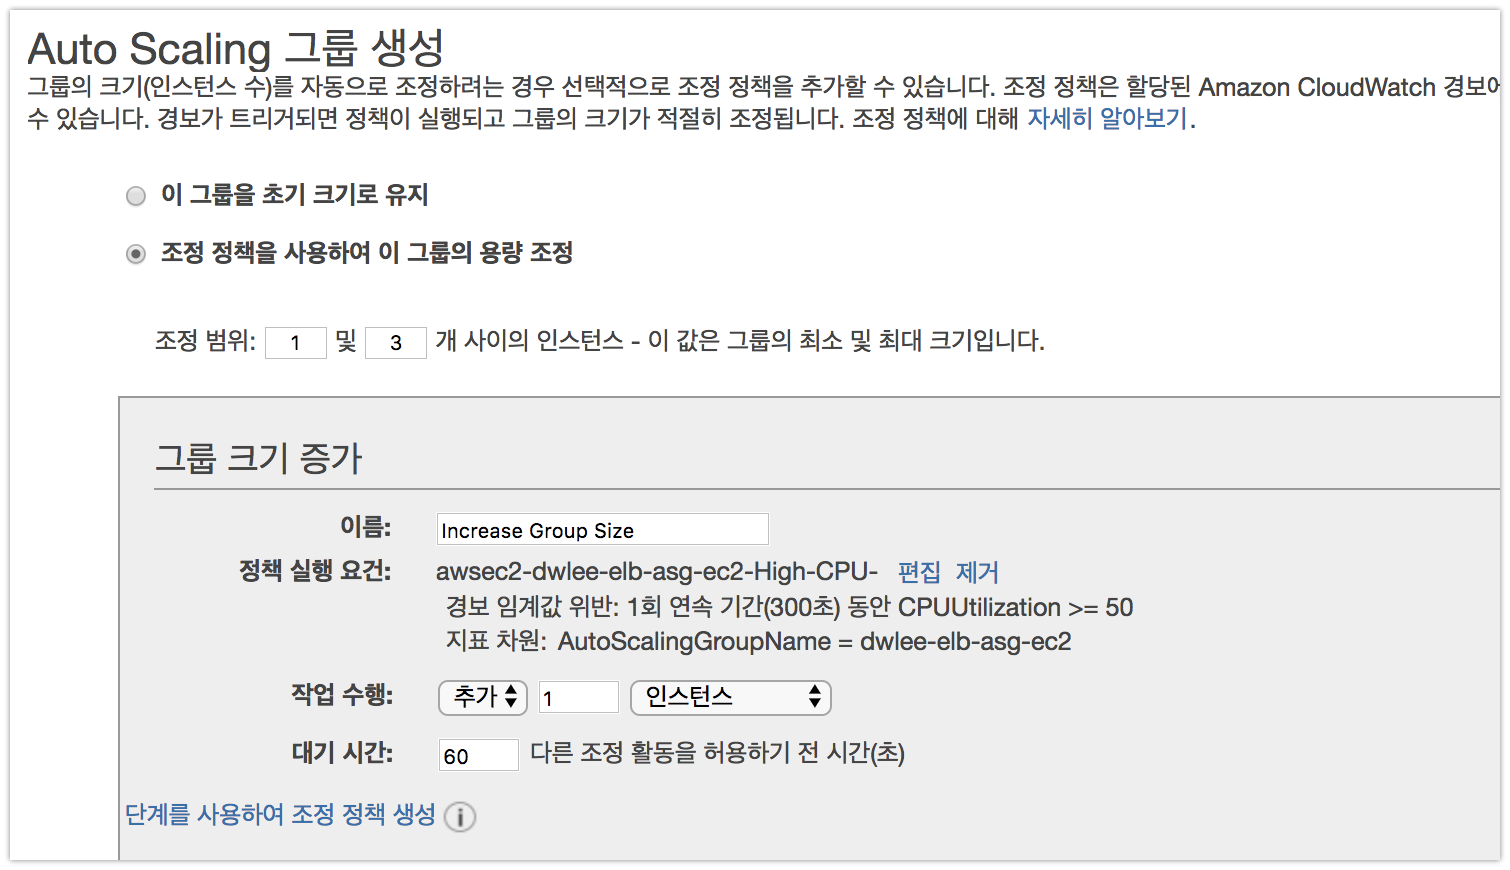 Auto Scaling 그룹 생성
그룹의 크기(인스턴스 수)를 자동으로 조정하려는 경우 선택적으로 조정 정책을 추가할 수 있습니다. 조정 정책은 할당된 Amazon CloudWatch 경보에
수 있습니다. 경보가 트리거되면 정책이 실행되고 그룹의 크기가 적절히 조정됩니다. 조정 정책에 대해 자세히 알아보기.
이 그룹을 초기 크기로 유지
조정 정책을 사용하여 이 그룹의 용량 조정
조정 범위: 1 및 3 개 사이의 인스턴스 - 이 값은 그룹의 최소 및 최대 크기입니다.
그룹 크기 증가
이름: Increase Group Size
정책 실행 요건: awsec2-dwlee-elb-asg-ec2-High-CPU- 편집 제거
경보 임계값 위반: 1회 연속 기간(300초) 동안 CPUUtilization >= 50
지표 차원: AutoScalingGroupName = dwlee-elb-asg-ec2
작업 수행: 추가 1 인스턴스
대기 시간: 60 다른 조정 활동을 허용하기 전 시간(초)
단계를 사용하여 조정 정책 생성 i